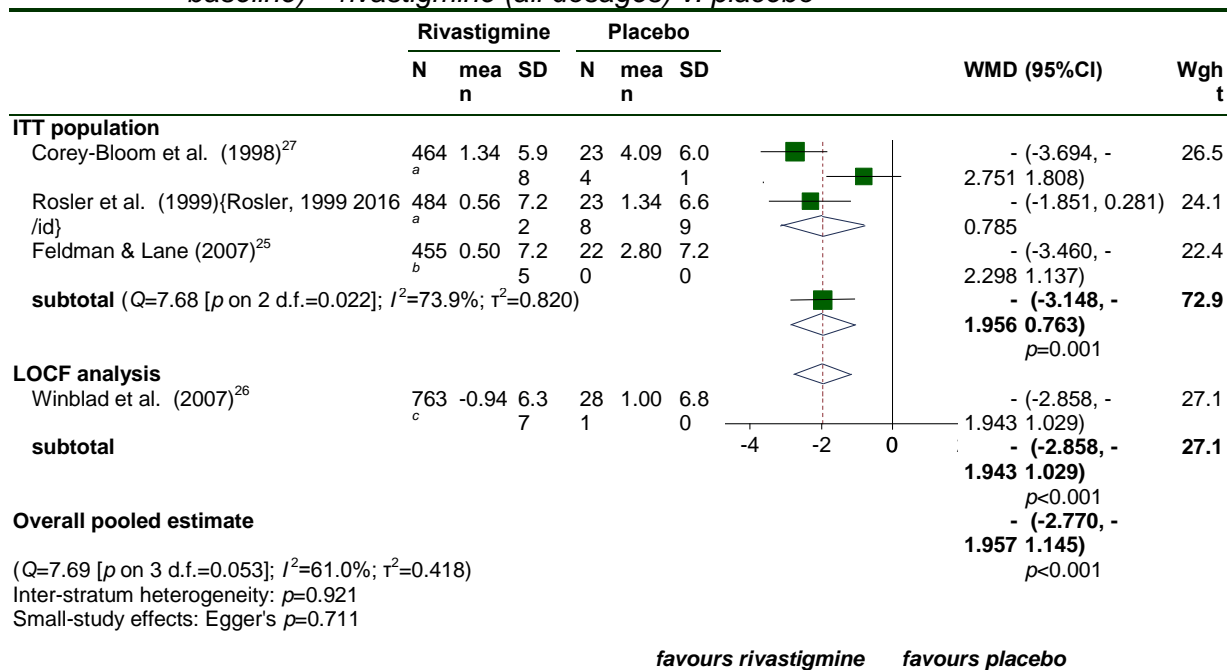 baseline) – rivastigmine (all dosages) v. placebo
Rivastigmine Placebo
N mea SD N mea SD WMD (95%CI) Wgh
n n t
ITT population
Corey-Bloom et al. (1998)27 464 1.34 5.9 23 4.09 6.0 - (-3.694, - 26.5
a 8 4 1 2.751 1.808)
Rosler et al. (1999){Rosler, 1999 2016 484 0.56 7.2 23 1.34 6.6 - (-1.851, 0.281) 24.1
/id} a 2 8 9 0.785
Feldman & Lane (2007)25 455 0.50 7.2 22 2.80 7.2 - (-3.460, - 22.4
b 5 0 0 2.298 1.137)
subtotal (Q=7.68 [p on 2 d.f.=0.022]; I2=73.9%; τ2=0.820) - (-3.148, - 72.9
1.956 0.763)
p=0.001
LOCF analysis
Winblad et al. (2007)26 763 -0.94 6.3 28 1.00 6.8 - (-2.858, - 27.1
c 7 1 0 1.943 1.029)
-4 -2 0
subtotal - (-2.858, - 27.1
1.943 1.029)
p<0.001
Overall pooled estimate - (-2.770, -
1.957 1.145)
(Q=7.69 [p on 3 d.f.=0.053]; I2=61.0%; τ2=0.418) p<0.001
Inter-stratum heterogeneity: p=0.921
Small-study effects: Egger's p=0.711
favours rivastigmine favours placebo